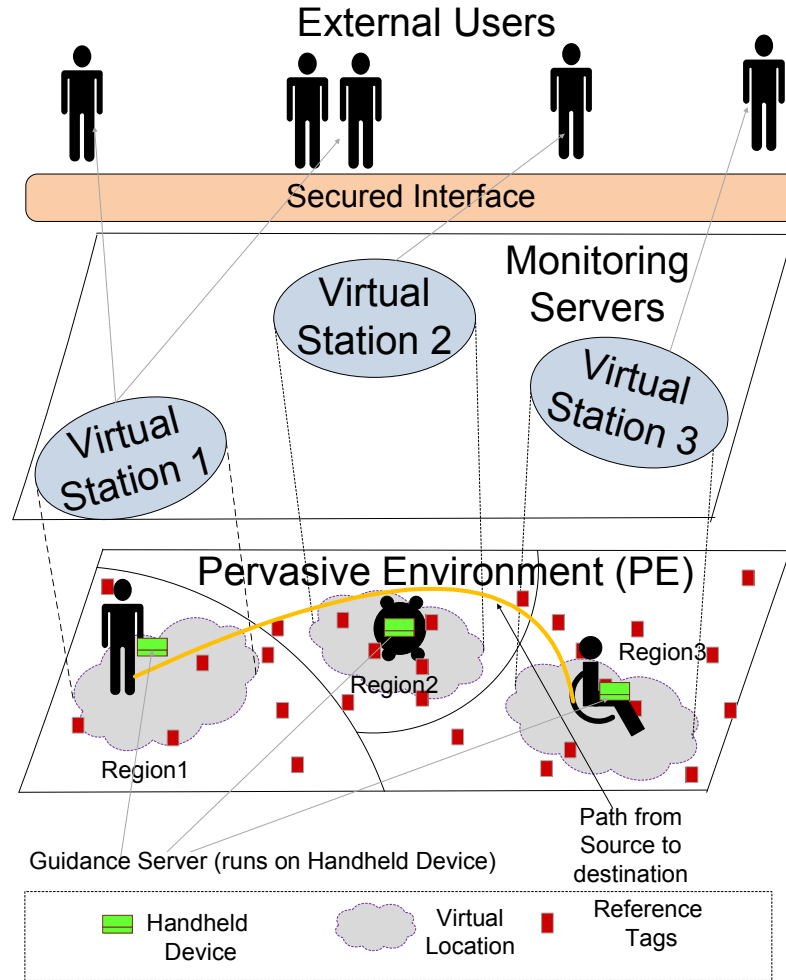 External Users
Secured Interface
Monitoring
Servers
Virtual
Station 2
Virtual
Station 3
Virtual
Station 1
Pervasive Environment (PE)
Region3
Region2
Region1
Path from
Source to
destination
Guidance Server (runs on Handheld Device)
Handheld
Device
Virtual
Location
Reference
Tags